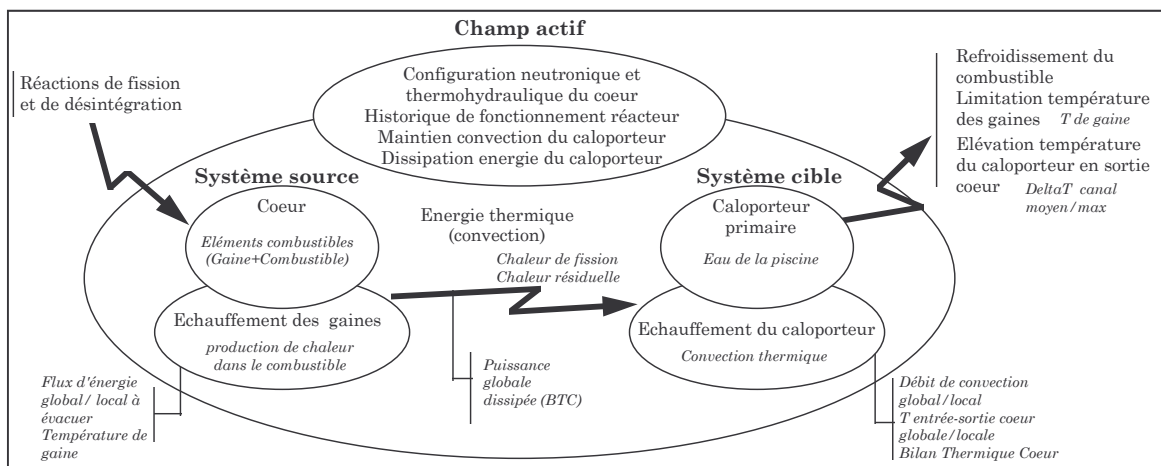 Champ actif
Configuration neutronique et
thermohydraulique du coeur
Historique de fonctionnement réacteur
Maintien convection du caloporteur
Dissipation energie du caloporteur
Réactions de fission
et de désintégration
Refroidissement du
combustible
Limitation température
des gaines T de gaine
Elévation température
du caloporteur en sortie
coeur DeltaT canal
moyen/max
Système source
Coeur
Eléments combustibles
(Gaine+Combustible)
Echauffement des gaines
production de chaleur
dans le combustible
Flux d'énergie
global/ local à
évacuer
Température de
gaine
Energie thermique
(convection)
Chaleur de fission
Chaleur résiduelle
Puissance
globale
dissipée (BTC)
Système cible
Caloporteur
primaire
Eau de la piscine
Echauffement du caloporteur
Convection thermique
Débit de convection
global/local
T entrée-sortie coeur
globale/locale
Bilan Thermique Coeur